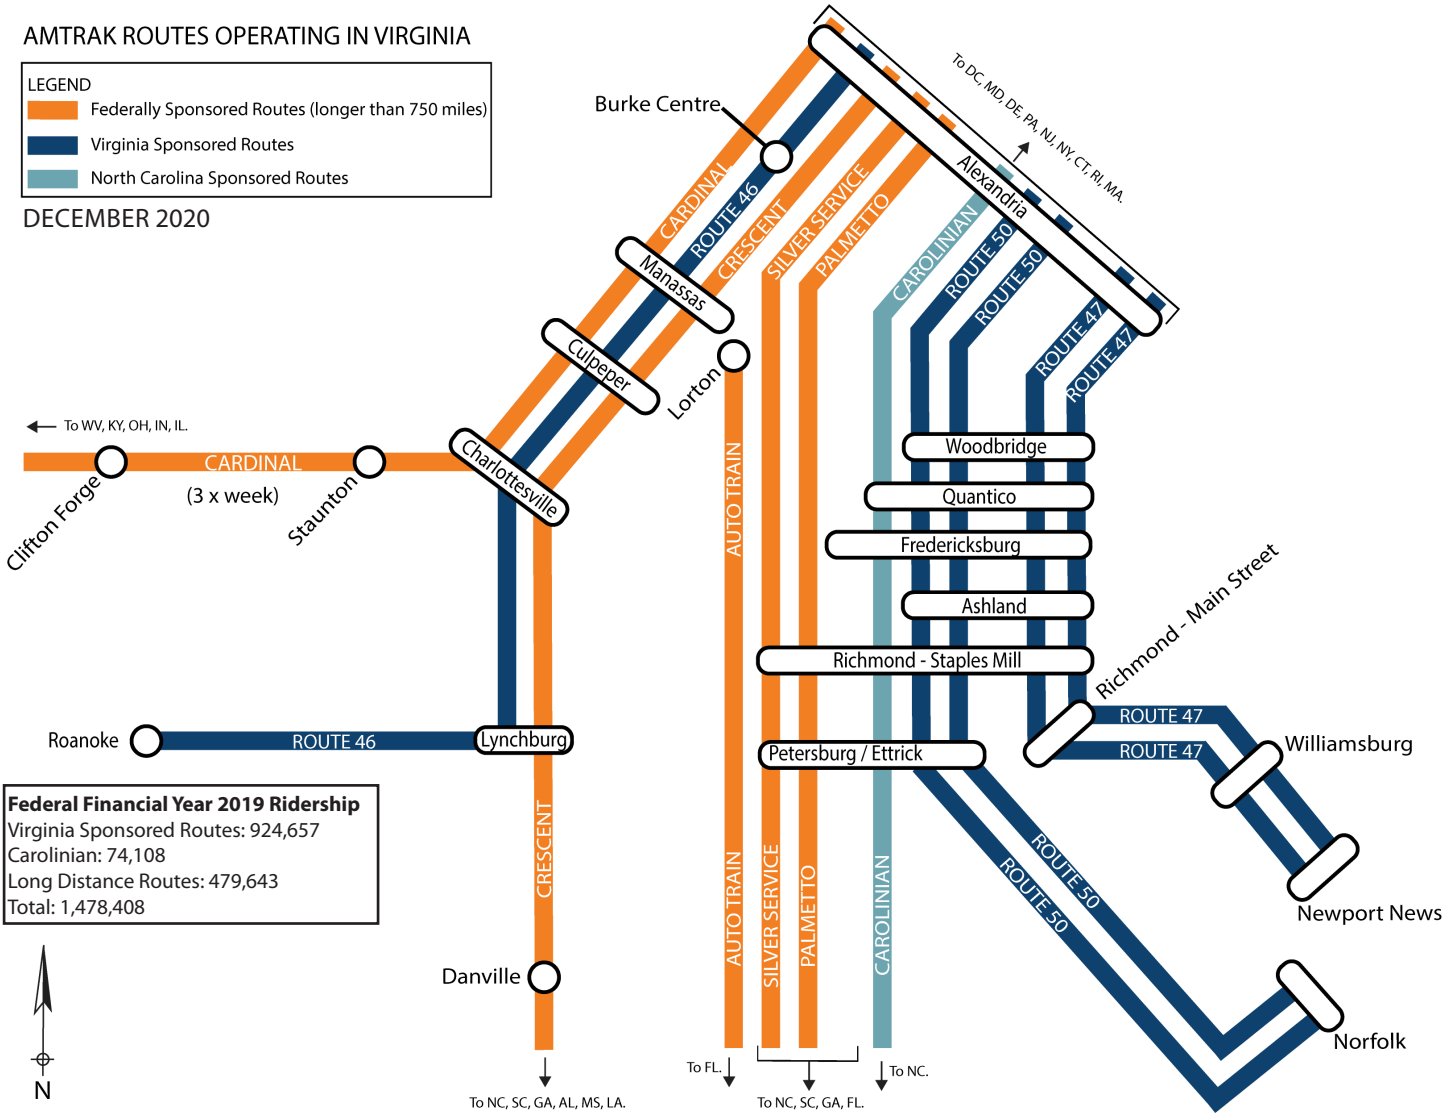 AMTRAK ROUTES OPERATING IN VIRGINIA
LEGEND
Federally Sponsored Routes (longer than 750 miles)
Virginia Sponsored Routes
North Carolina Sponsored Routes
DECEMBER 2020
Burke Centre
To DC, MD, DE, PA, NJ, NY, CT, RI, MA.
Alexandria
CARDINAL
ROUTE 46
CRESCENT
SILVER SERVICE
PALMETTO
CAROLINIAN
ROUTE 50
ROUTE 50
ROUTE 47
ROUTE 47
Manassas
Culpeper
Lorton
Charlottesville
To WV, KY, OH, IN, IL.
CARDINAL
(3 x week)
Clifton Forge
Staunton
AUTO TRAIN
Woodbridge
Quantico
Fredericksburg
Ashland
Richmond - Staples Mill
Richmond - Main Street
ROUTE 47
ROUTE 47
Williamsburg
Newport News
Roanoke
ROUTE 46
Lynchburg
Petersburg / Ettrick
Federal Financial Year 2019 Ridership
Virginia Sponsored Routes: 924,657
Carolinian: 74,108
Long Distance Routes: 479,643
Total: 1,478,408
CRESCENT
AUTO TRAIN
SILVER SERVICE
PALMETTO
CAROLINIAN
ROUTE 50
ROUTE 50
Danville
Norfolk
N
To NC, SC, GA, AL, MS, LA.
To FL.
To NC, SC, GA, FL.
To NC.